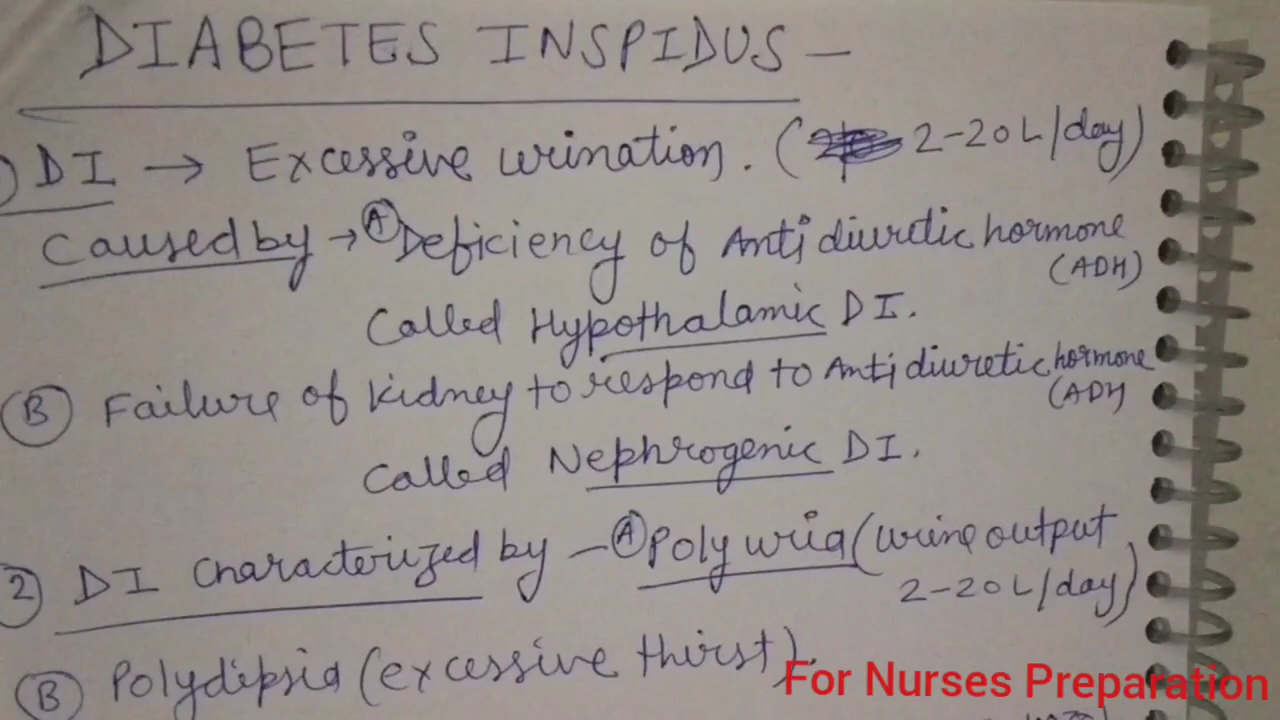 DIABETES INSPIDUS -
DI → Excessive urination. (2-20L/day)
Caused by → Ⓐ Deficiency of Antidiuretic hormone
(ADH)
Called Hypothalamic DI.
Ⓑ Failure of kidney to respond to Antidiuretic hormone
(ADH
Called Nephrogenic DI.
2) DI Characterized by - Ⓐ Polyuria (urine output
2-20L/day)
Ⓑ Polydipsia (excessive thirst).
For Nurses Preparation